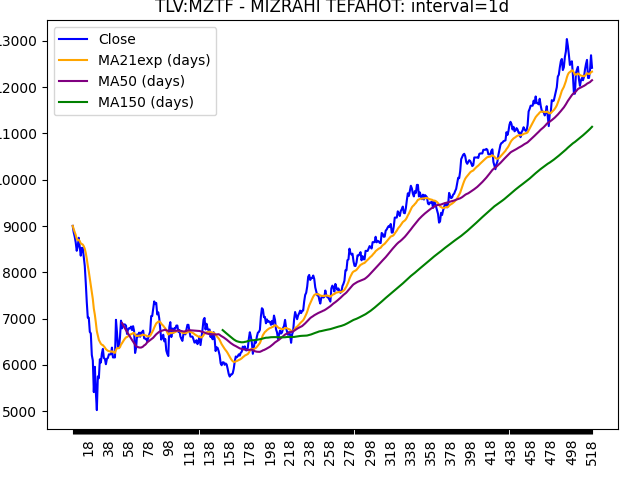 TLV:MZTF - MIZRAHI TEFAHOT: interval=1d
Close
MA21exp (days)
MA50 (days)
MA150 (days)
13000
12000
11000
10000
9000
8000
7000
6000
5000
18 38 58 78 98 118 138 158 178 198 218 238 258 278 298 318 338 358 378 398 418 438 458 478 498 518